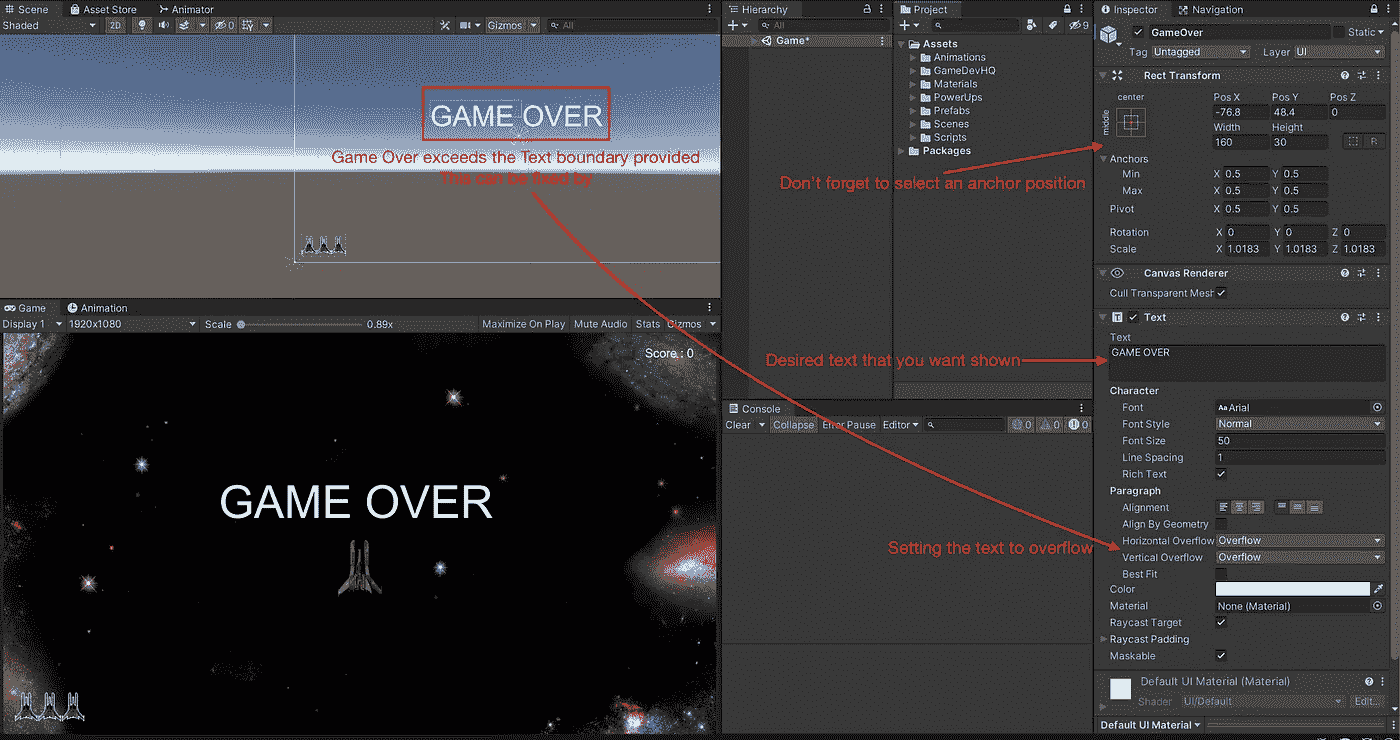 Scene Asset Store Animator
Shaded 2D 0 Gizmos All
GAME OVER
Game Over exceeds the Text boundary provided
This can be fixed by
Game Animation
Display 1 1920x1080 Scale 0.89x Maximize On Play Mute Audio Stats Gizmos
Score : 0
GAME OVER
Hierarchy
All
Game*
Project
9
Assets
Animations
GameDevHQ
Materials
PowerUps
Prefabs
Scenes
Scripts
Packages
Don't forget to select an anchor position
Desired text that you want shown
Console
Clear Collapse Error Pause Editor 0 0 0
Setting the text to overflow
Inspector Navigation
GameOver Static
Tag Untagged Layer UI
Rect Transform
center
middle
Pos X Pos Y Pos Z
-76.8 48.4 0
Width Height
160 30
R
Anchors
Min X 0.5 Y 0.5
Max X 0.5 Y 0.5
Pivot X 0.5 Y 0.5
Rotation X 0 Y 0 Z 0
Scale X 1.0183 Y 1.0183 Z 1.0183
Canvas Renderer
Cull Transparent Mesh
Text
Text
GAME OVER
Character
Font Aa Arial
Font Style Normal
Font Size 50
Line Spacing 1
Rich Text
Paragraph
Alignment
Align By Geometry
Horizontal Overflow Overflow
Vertical Overflow Overflow
Best Fit
Color
Material None (Material)
Raycast Target
Raycast Padding
Maskable
Default UI Material (Material)
Shader UI/Default Edit...
Default UI Material